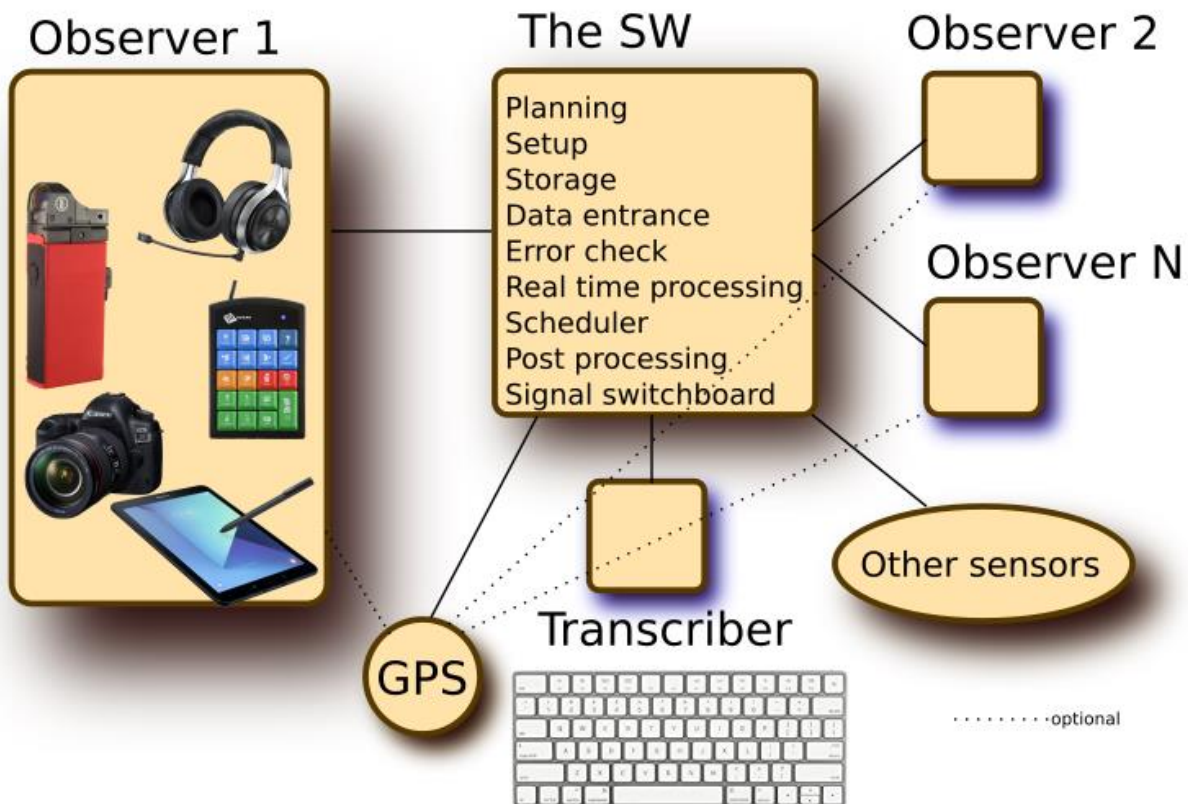 Observer 1
The SW
Observer 2
Planning
Setup
Storage
Data entrance
Error check
Real time processing
Scheduler
Post processing
Signal switchboard
Observer N
Other sensors
Transcriber
GPS
optional